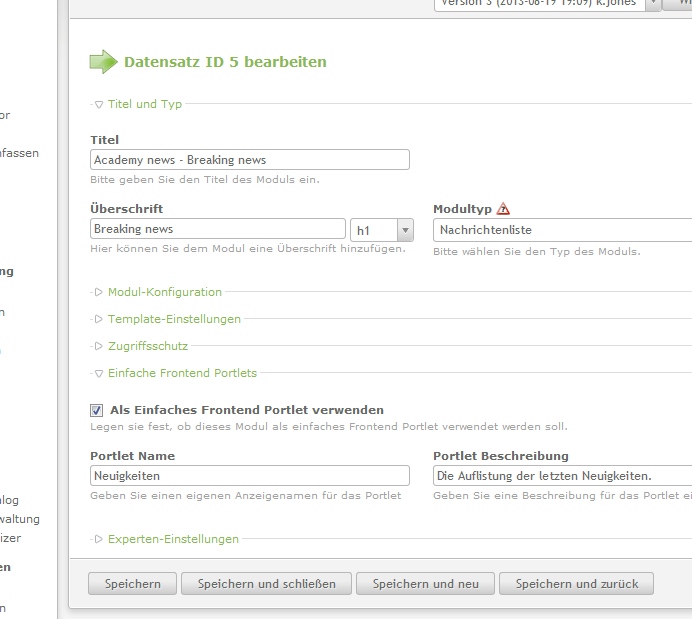 Version 3 (2013-08-19 19:09) k.jones
Datensatz ID 5 bearbeiten
or
Titel und Typ
nfassen
Titel
Academy news - Breaking news
Bitte geben Sie den Titel des Moduls ein.
Überschrift
Modultyp
Breaking news
h1
Nachrichtenliste
Hier können Sie dem Modul eine Überschrift hinzufügen.
Bitte wählen Sie den Typ des Moduls.
ng
Modul-Konfiguration
n
Template-Einstellungen
Zugriffsschutz
Einfache Frontend Portlets
Als Einfaches Frontend Portlet verwenden
Legen sie fest, ob dieses Modul als einfaches Frontend Portlet verwendet werden soll.
Portlet Name
Portlet Beschreibung
Neuigkeiten
Die Auflistung der letzten Neuigkeiten.
Geben Sie einen eigenen Anzeigenamen für das Portlet
Geben Sie eine Beschreibung für das Portlet ei
alog
waltung
izer
Experten-Einstellungen
en
Speichern
Speichern und schließen
Speichern und neu
Speichern und zurück
n